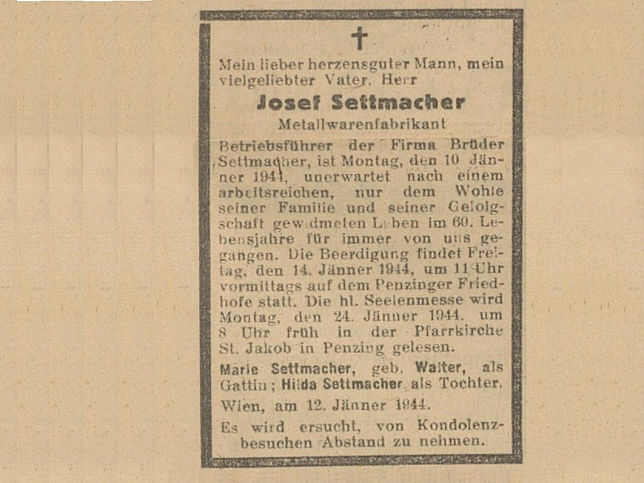 Mein lieber herzensguter Mann, mein
vielgeliebter Vater, Herr
Josef Settmacher
Metallwarenfabrikant
Betriebsführer der Firma Brüder
Settmacher, ist Montag, den 10 Jän-
ner 1944, unerwartet nach einem
arbeitsreichen, nur dem Wohle
seiner Familie und seiner Gefolg-
schaft gewidmeten Leben im 60. Le-
bensjahre für immer von uns ge-
gangen. Die Beerdigung findet Frei-
tag, den 14. Jänner 1944, um 11 Uhr
vormittags auf dem Penzinger Fried-
hofe statt. Die hl. Seelenmesse wird
Montag, den 24. Jänner 1944. um
8 Uhr früh in der Pfarrkirche
St. Jakob in Penzing gelesen.
Marie Settmacher, geb. Walter, als
Gattin; Hilda Settmacher als Tochter.
Wien, am 12. Jänner 1944.
Es wird ersucht, von Kondolenz-
besuchen Abstand zu nehmen.